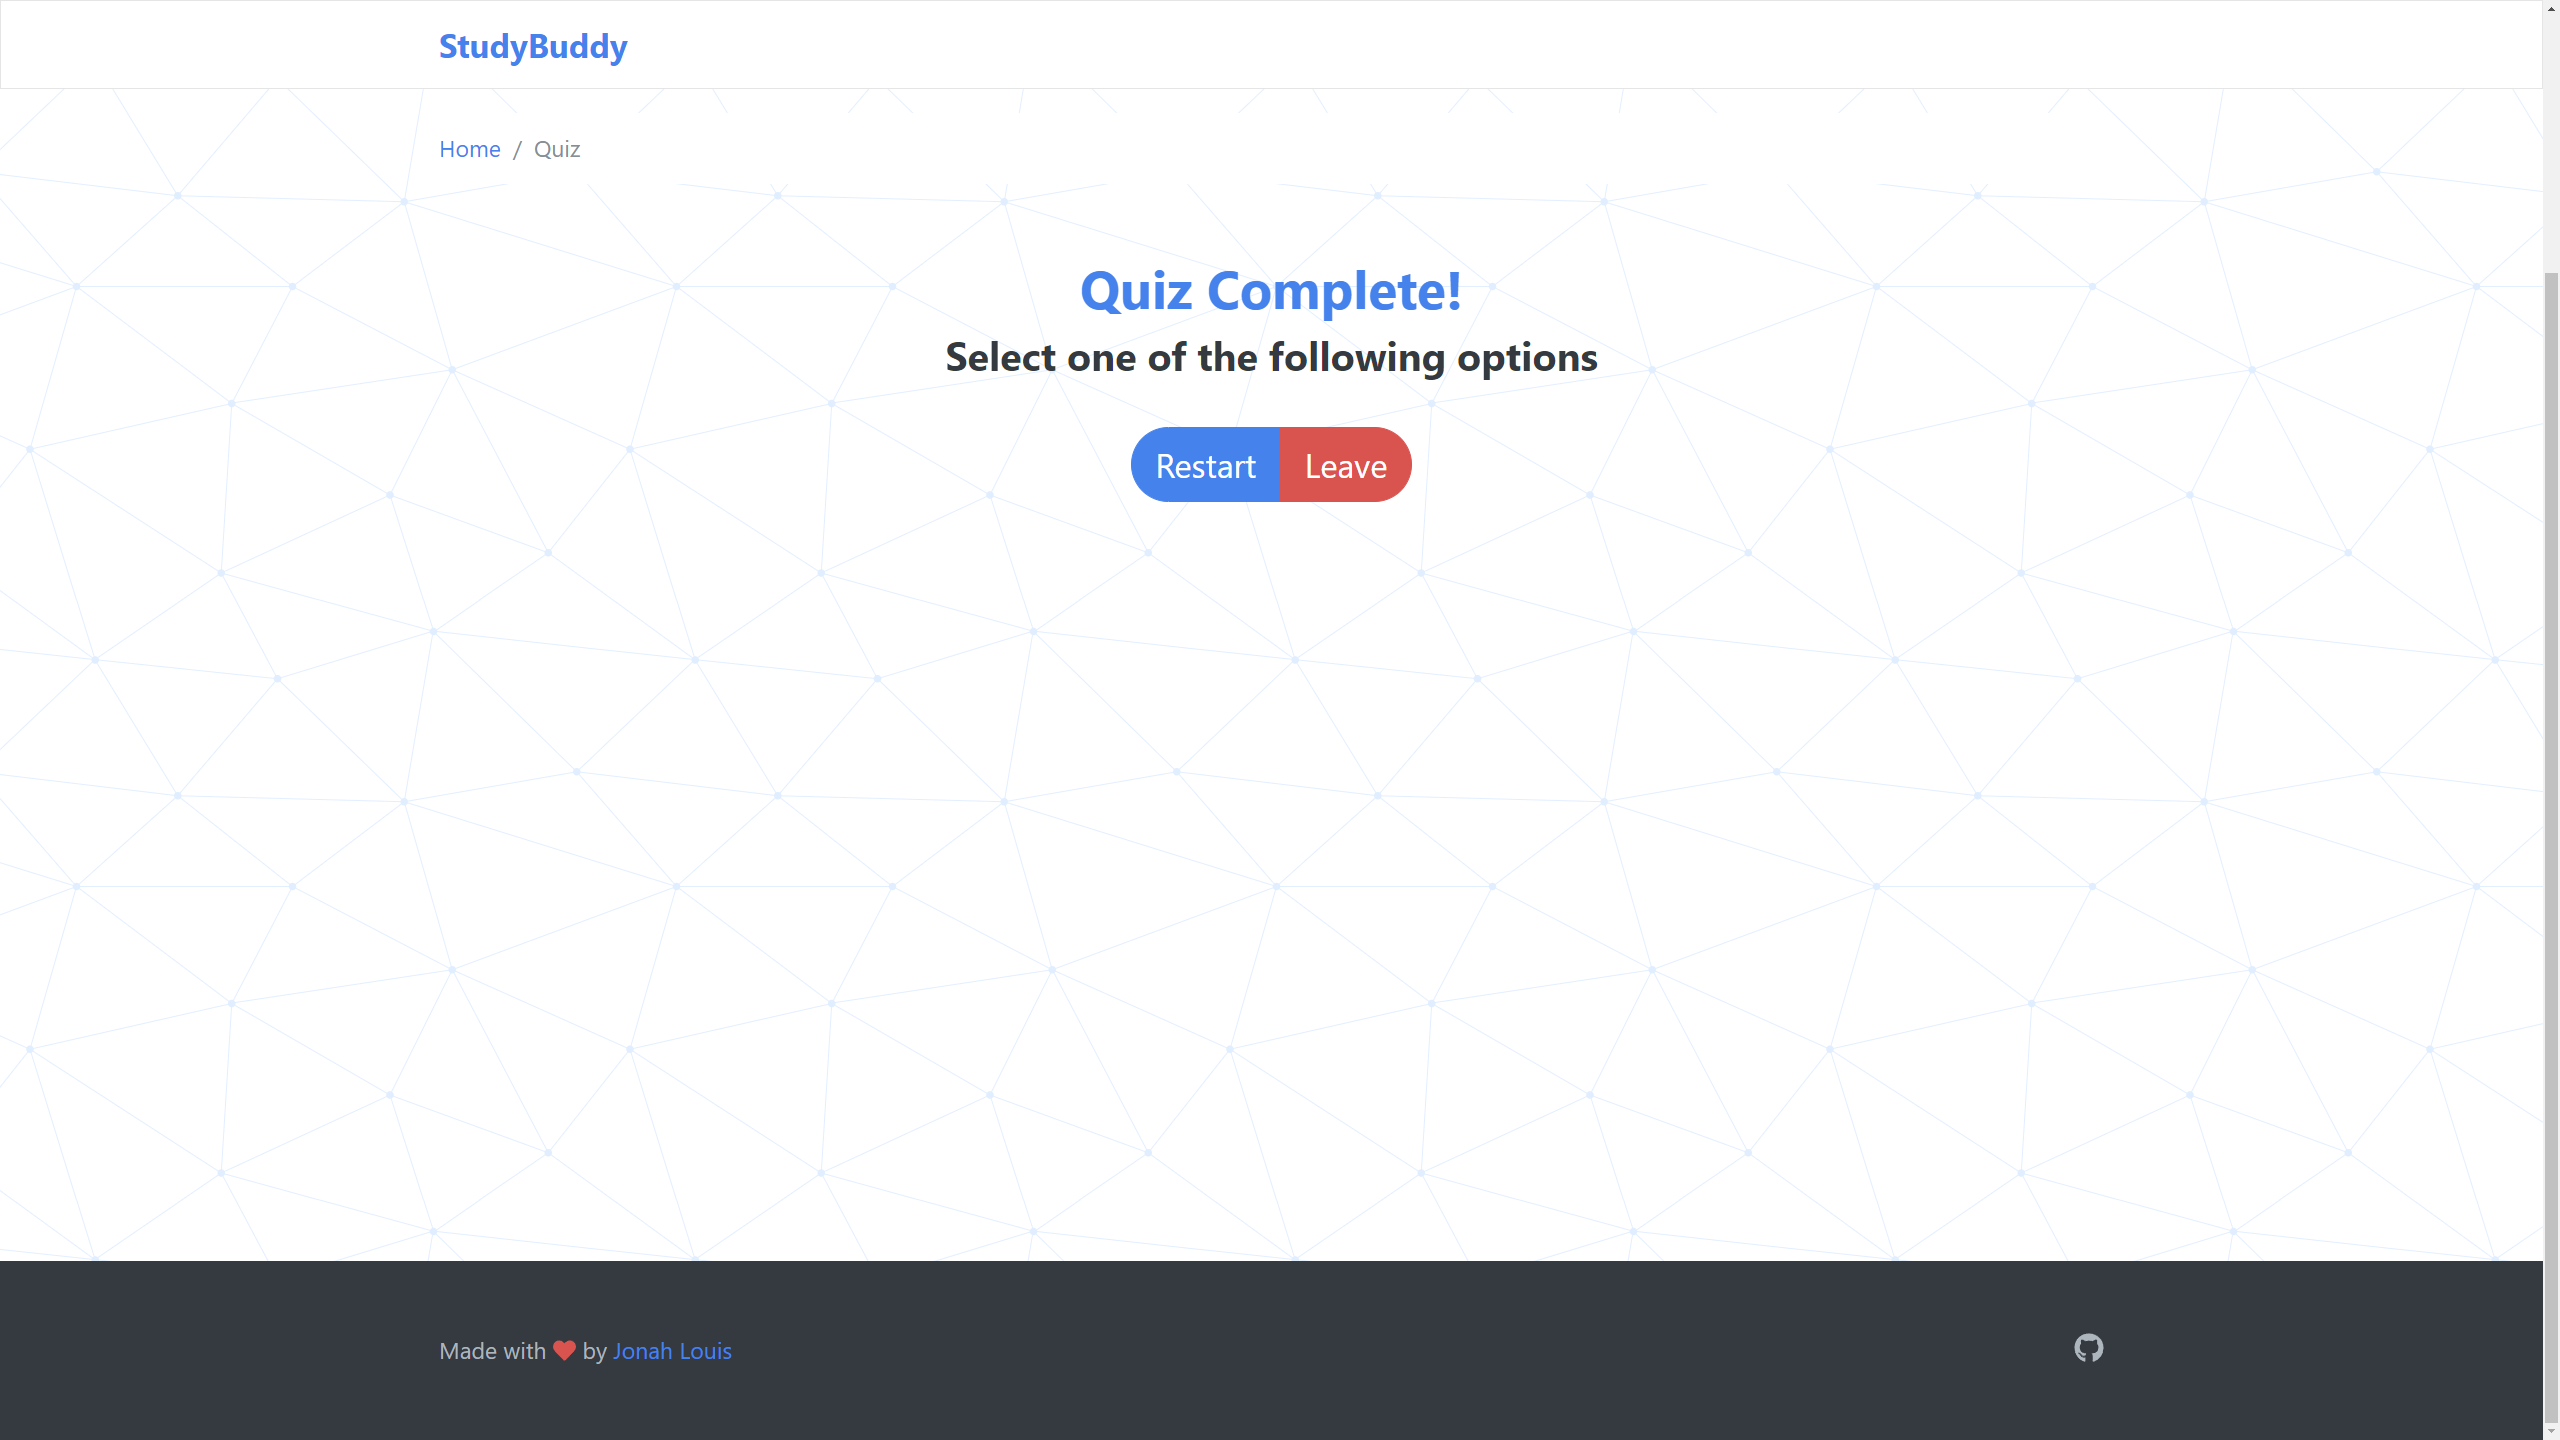 StudyBuddy
Home / Quiz
Quiz Complete!
Select one of the following options
Restart Leave
Made with ❤ by Jonah Louis